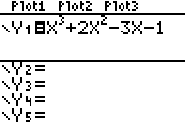 Plot1 Plot2 Plot3
\Y₁=X³+2X²-3X-1
\Y₂=
\Y₃=
\Y₄=
\Y₅=